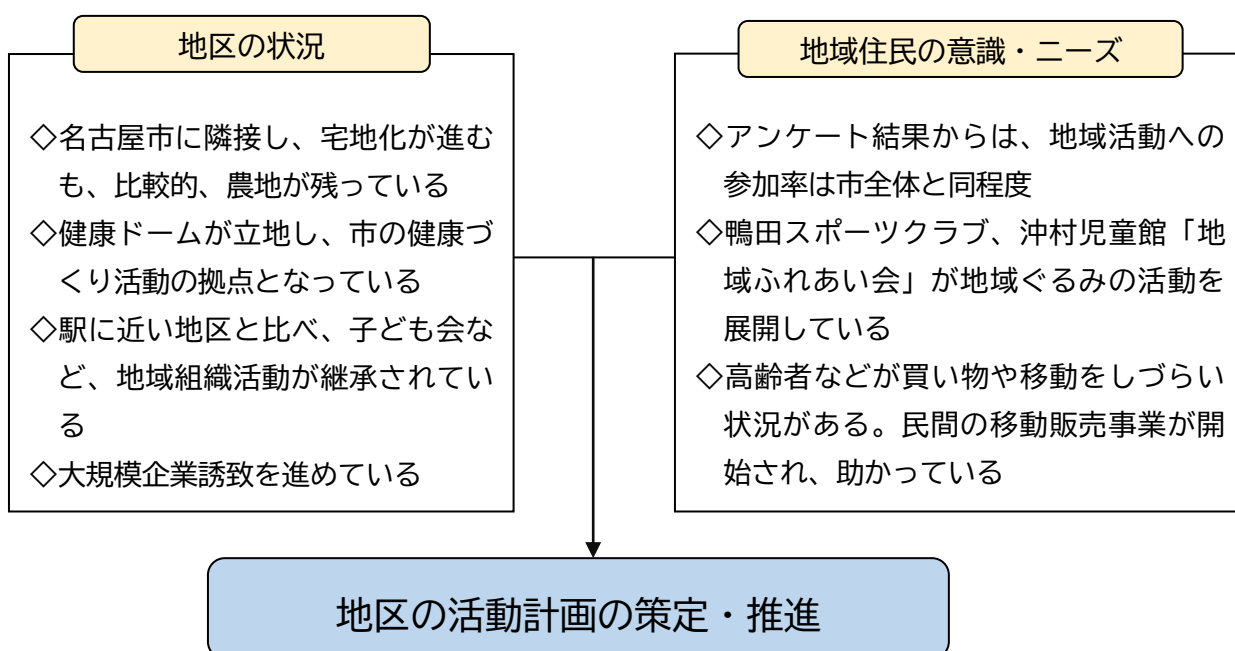 地区の状況
◇名古屋市に隣接し、宅地化が進む
も、比較的、農地が残っている
◇健康ドームが立地し、市の健康づ
くり活動の拠点となっている
◇駅に近い地区と比べ、子ども会な
ど、地域組織活動が継承されてい
る
◇大規模企業誘致を進めている
地域住民の意識・ニーズ
◇アンケート結果からは、地域活動への
参加率は市全体と同程度
◇鴨田スポーツクラブ、沖村児童館「地
域ふれあい会」が地域ぐるみの活動を
展開している
◇高齢者などが買い物や移動をしづらい
状況がある。民間の移動販売事業が開
始され、助かっている
地区の活動計画の策定・推進